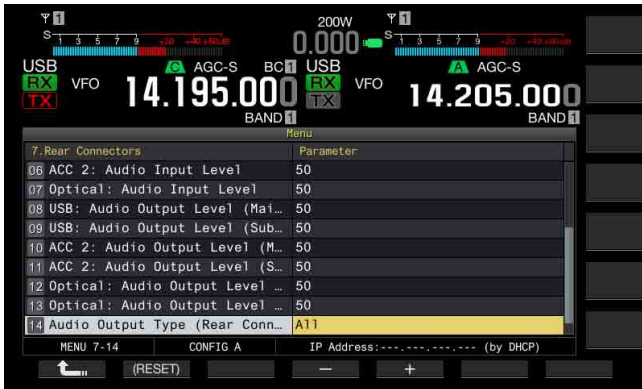 1 200W 1
S 1 3 5 7 9 +20 +40 +60dB 0.000 S 1 3 5 7 9 +20 +40 +60dB
USB C AGC-S BC1 USB A AGC-S
RX VFO 14.195.000 RX VFO 14.205.000
TX BAND 1 TX BAND 1
Menu
7.Rear Connectors Parameter
06 ACC 2: Audio Input Level 50
07 Optical: Audio Input Level 50
08 USB: Audio Output Level (Mai… 50
09 USB: Audio Output Level (Sub… 50
10 ACC 2: Audio Output Level (M… 50
11 ACC 2: Audio Output Level (S… 50
12 Optical: Audio Output Level … 50
13 Optical: Audio Output Level … 50
14 Audio Output Type (Rear Conn… All
MENU 7-14 CONFIG A IP Address:---.---.---.--- (by DHCP)
(RESET) − +